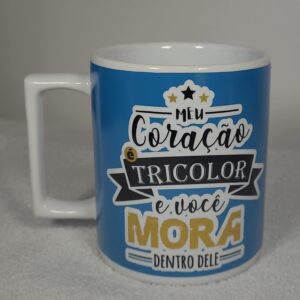 MEU
Coração
é
TRICOLOR
e você
MORA
DENTRO DELE